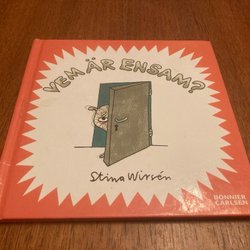 VEM ÄR ENSAM?
Stina Wirsén
BONNIER
CARLSEN